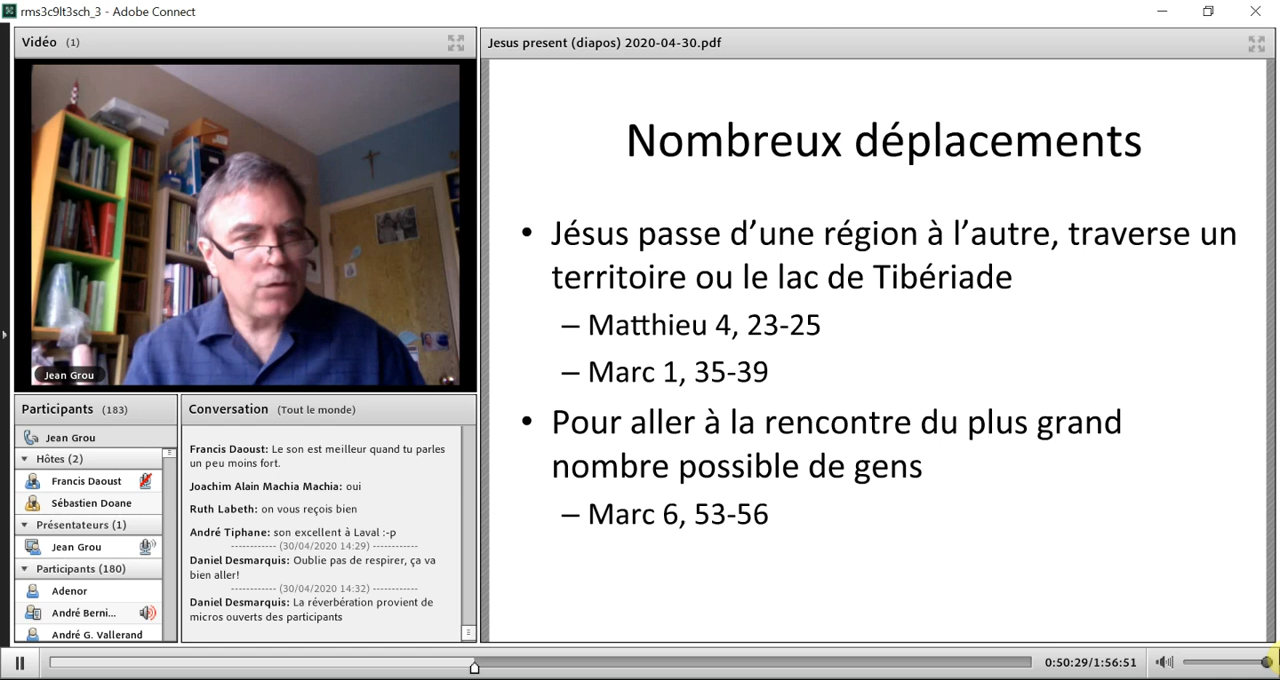 rms3c9lt3sch_3 - Adobe Connect
Vidéo (1)
Jean Grou
Participants (183)
Jean Grou
Hôtes (2)
Francis Daoust
Sébastien Doane
Présentateurs (1)
Jean Grou
Participants (180)
Adenor
André Berni...
André G. Vallerand
Conversation (Tout le monde)
Francis Daoust: Le son est meilleur quand tu parles
un peu moins fort.
Joachim Alain Machia Machia: oui
Ruth Labeth: on vous reçois bien
André Tiphane: son excellent à Laval :-p
------------ (30/04/2020 14:29) ------------
Daniel Desmarquis: Oublie pas de respirer, ça va
bien aller!
------------ (30/04/2020 14:32) ------------
Daniel Desmarquis: La réverbération provient de
micros ouverts des participants
Jesus present (diapos) 2020-04-30.pdf
Nombreux déplacements
• Jésus passe d’une région à l’autre, traverse un
territoire ou le lac de Tibériade
– Matthieu 4, 23-25
– Marc 1, 35-39
• Pour aller à la rencontre du plus grand
nombre possible de gens
– Marc 6, 53-56
0:50:29/1:56:51